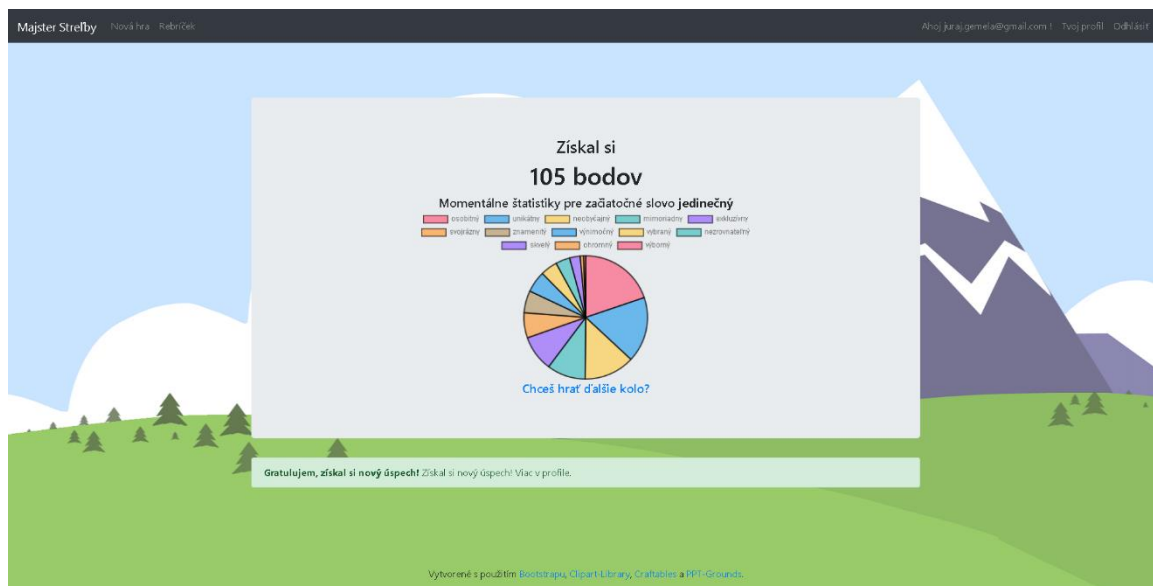 Majster Streľby Nová hra Rebríček Ahoj juraj.gemela@gmail.com ! Tvoj profil Odhlásiť
Získal si
105 bodov
Momentálne štatistiky pre začiatočné slovo jedinečný
osobitný unikátny neobyčajný mimoriadny exkluzívny
svojrázny znamenitý výnimočný vybraný nezrovnateľný
skvelý ohromný výborný
Chceš hrať ďalšie kolo?
Gratulujem, získal si nový úspech! Získal si nový úspech! Viac v profile.
Vytvorené s použitím Bootstrapu, Clipart-Library, Craftables a PPT-Grounds.